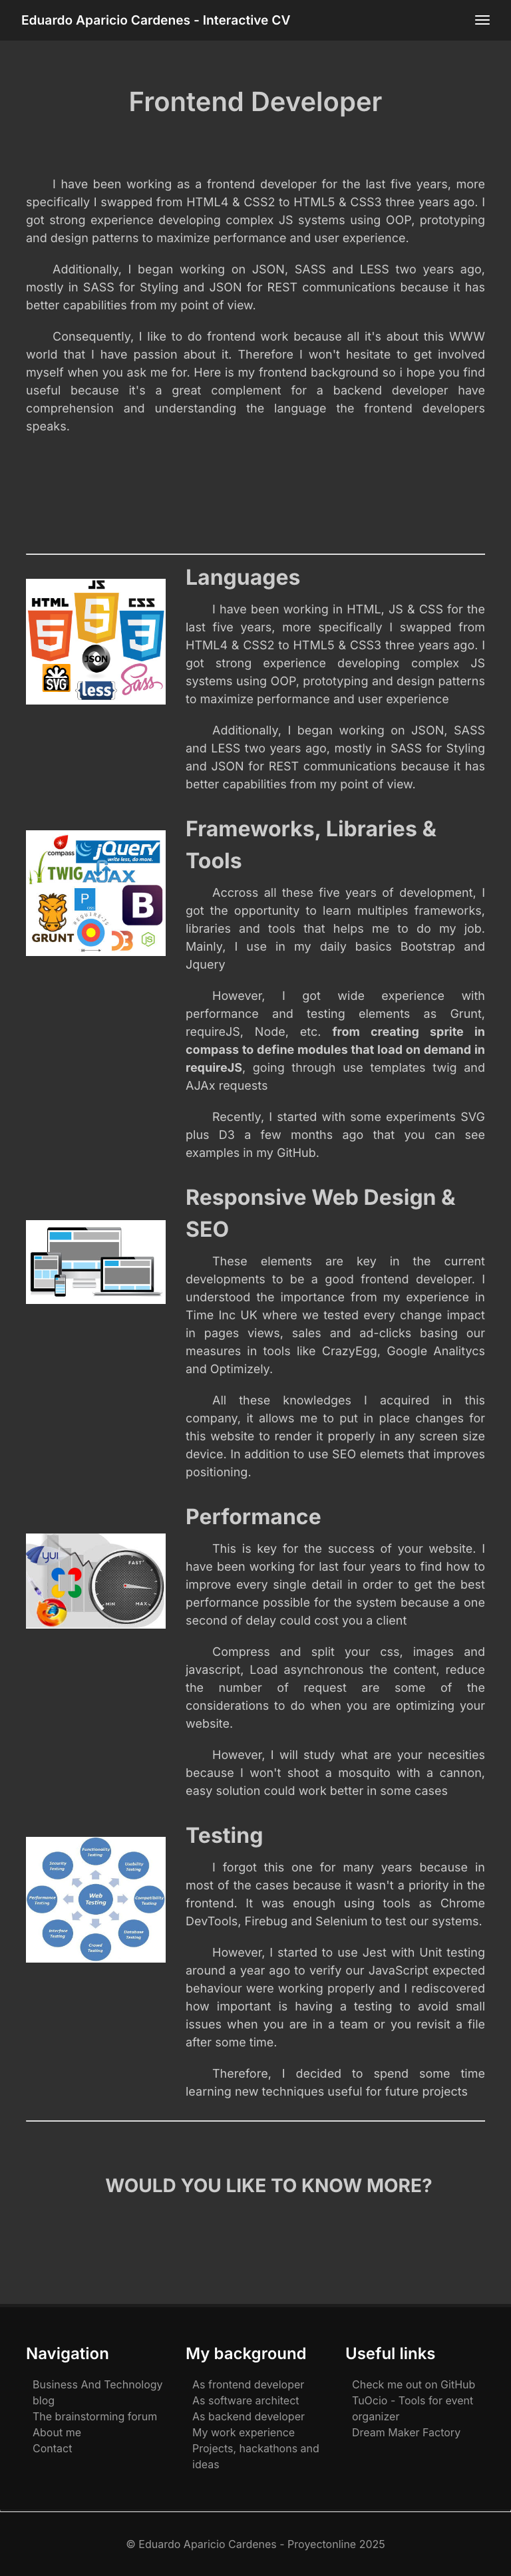 Eduardo Aparicio Cardenes - Interactive CV
Frontend Developer
I have been working as a frontend developer for the last five years, more
specifically I swapped from HTML4 & CSS2 to HTML5 & CSS3 three years ago. I
got strong experience developing complex JS systems using OOP, prototyping
and design patterns to maximize performance and user experience.
Additionally, I began working on JSON, SASS and LESS two years ago,
mostly in SASS for Styling and JSON for REST communications because it has
better capabilities from my point of view.
Consequently, I like to do frontend work because all it's about this WWW
world that I have passion about it. Therefore I won't hesitate to get involved
myself when you ask me for. Here is my frontend background so i hope you find
useful because it's a great complement for a backend developer have
comprehension and understanding the language the frontend developers
speaks.
HTML JS CSS
5 5 3
JSON
SVG {less} Sass
Languages
I have been working in HTML, JS & CSS for the
last five years, more specifically I swapped from
HTML4 & CSS2 to HTML5 & CSS3 three years ago. I
got strong experience developing complex JS
systems using OOP, prototyping and design patterns
to maximize performance and user experience
Additionally, I began working on JSON, SASS
and LESS two years ago, mostly in SASS for Styling
and JSON for REST communications because it has
better capabilities from my point of view.
compass jQuery
write less, do more.
TWIG AJAX
P
B
GRUNT
D3
JS
Frameworks, Libraries &
Tools
Accross all these five years of development, I
got the opportunity to learn multiples frameworks,
libraries and tools that helps me to do my job.
Mainly, I use in my daily basics Bootstrap and
Jquery
However, I got wide experience with
performance and testing elements as Grunt,
requireJS, Node, etc. from creating sprite in
compass to define modules that load on demand in
requireJS, going through use templates twig and
AJAx requests
Recently, I started with some experiments SVG
plus D3 a few months ago that you can see
examples in my GitHub.
Responsive Web Design &
SEO
These elements are key in the current
developments to be a good frontend developer. I
understood the importance from my experience in
Time Inc UK where we tested every change impact
in pages views, sales and ad-clicks basing our
measures in tools like CrazyEgg, Google Analitycs
and Optimizely.
All these knowledges I acquired in this
company, it allows me to put in place changes for
this website to render it properly in any screen size
device. In addition to use SEO elemets that improves
positioning.
YUI
FAST
MIN MAX
Performance
This is key for the success of your website. I
have been working for last four years to find how to
improve every single detail in order to get the best
performance possible for the system because a one
second of delay could cost you a client
Compress and split your css, images and
javascript, Load asynchronous the content, reduce
the number of request are some of the
considerations to do when you are optimizing your
website.
However, I will study what are your necesities
because I won't shoot a mosquito with a cannon,
easy solution could work better in some cases
Functionality
Testing
Security
Testing
Usability
Testing
Performance
Testing
Web
Testing
Compatibility
Testing
Interface
Testing
Database
Testing
Crowd
Testing
Testing
I forgot this one for many years because in
most of the cases because it wasn't a priority in the
frontend. It was enough using tools as Chrome
DevTools, Firebug and Selenium to test our systems.
However, I started to use Jest with Unit testing
around a year ago to verify our JavaScript expected
behaviour were working properly and I rediscovered
how important is having a testing to avoid small
issues when you are in a team or you revisit a file
after some time.
Therefore, I decided to spend some time
learning new techniques useful for future projects
WOULD YOU LIKE TO KNOW MORE?
Navigation
Business And Technology
blog
The brainstorming forum
About me
Contact
My background
As frontend developer
As software architect
As backend developer
My work experience
Projects, hackathons and
ideas
Useful links
Check me out on GitHub
TuOcio - Tools for event
organizer
Dream Maker Factory
© Eduardo Aparicio Cardenes - Proyectonline 2025